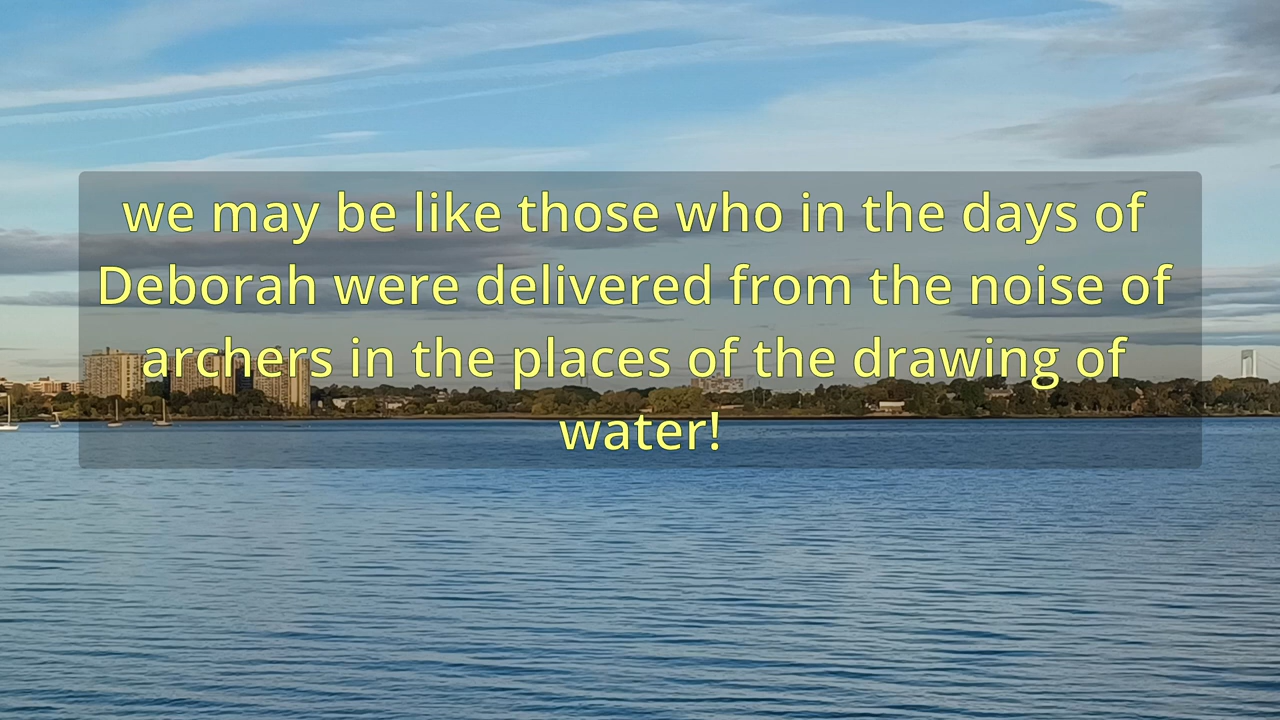 we may be like those who in the days of
Deborah were delivered from the noise of
archers in the places of the drawing of
water!